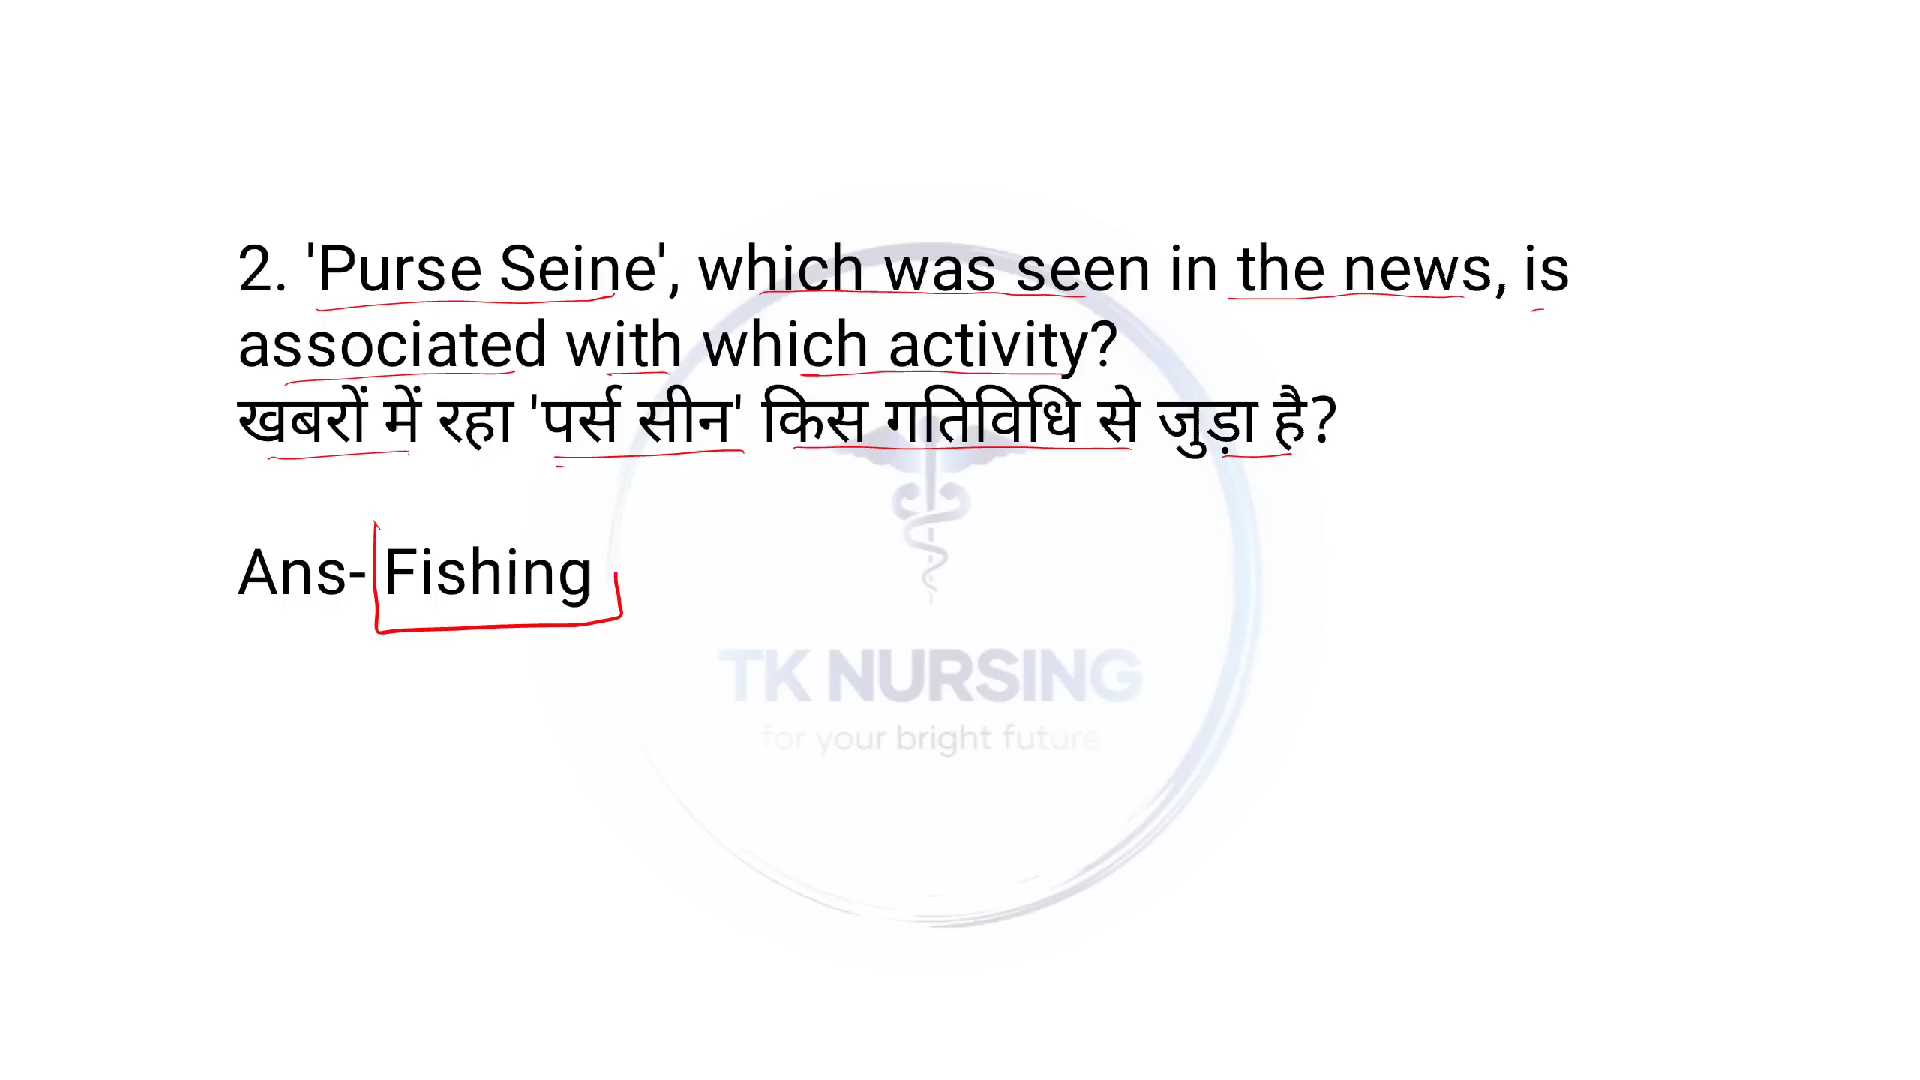 2. 'Purse Seine', which was seen in the news, is
associated with which activity?
खबरों में रहा 'पर्स सीन' किस गतिविधि से जुड़ा है?
Ans- Fishing
TK NURSING
for your bright future